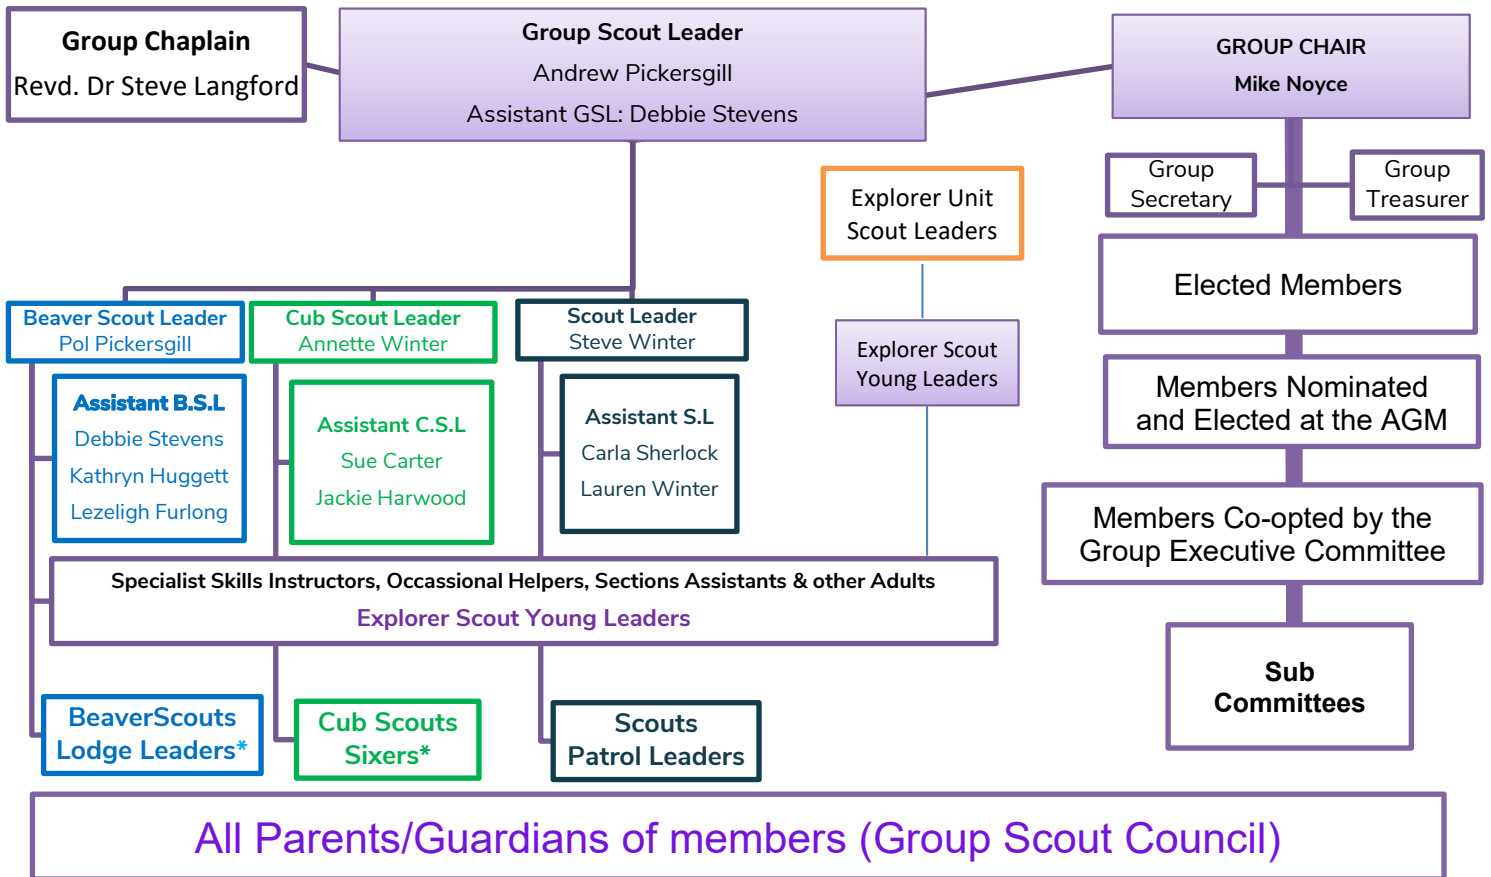 Group Chaplain
Revd. Dr Steve Langford
Group Scout Leader
Andrew Pickersgill
Assistant GSL: Debbie Stevens
GROUP CHAIR
Mike Noyce
Group
Secretary
Group
Treasurer
Explorer Unit
Scout Leaders
Elected Members
Beaver Scout Leader
Pol Pickersgill
Cub Scout Leader
Annette Winter
Scout Leader
Steve Winter
Explorer Scout
Young Leaders
Members Nominated
and Elected at the AGM
Assistant B.S.L
Debbie Stevens
Kathryn Huggett
Lezeligh Furlong
Assistant C.S.L
Sue Carter
Jackie Harwood
Assistant S.L
Carla Sherlock
Lauren Winter
Members Co-opted by the
Group Executive Committee
Specialist Skills Instructors, Occassional Helpers, Sections Assistants & other Adults
Explorer Scout Young Leaders
Sub
Committees
BeaverScouts
Lodge Leaders*
Cub Scouts
Sixers*
Scouts
Patrol Leaders
All Parents/Guardians of members (Group Scout Council)